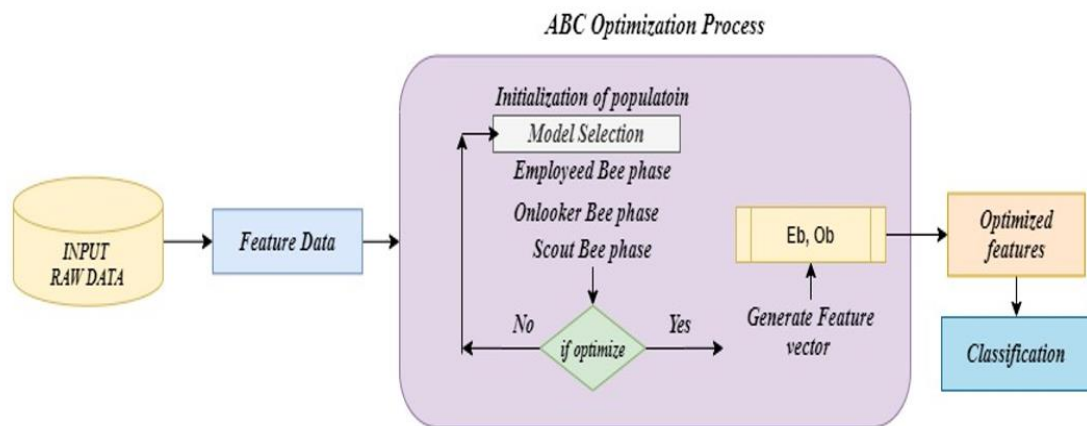 ABC Optimization Process
INPUT
RAW DATA
Feature Data
Initialization of populatoin
Model Selection
Employeed Bee phase
Onlooker Bee phase
Scout Bee phase
if optimize
No
Yes
Generate Feature
vector
Eb, Ob
Optimized
features
Classification